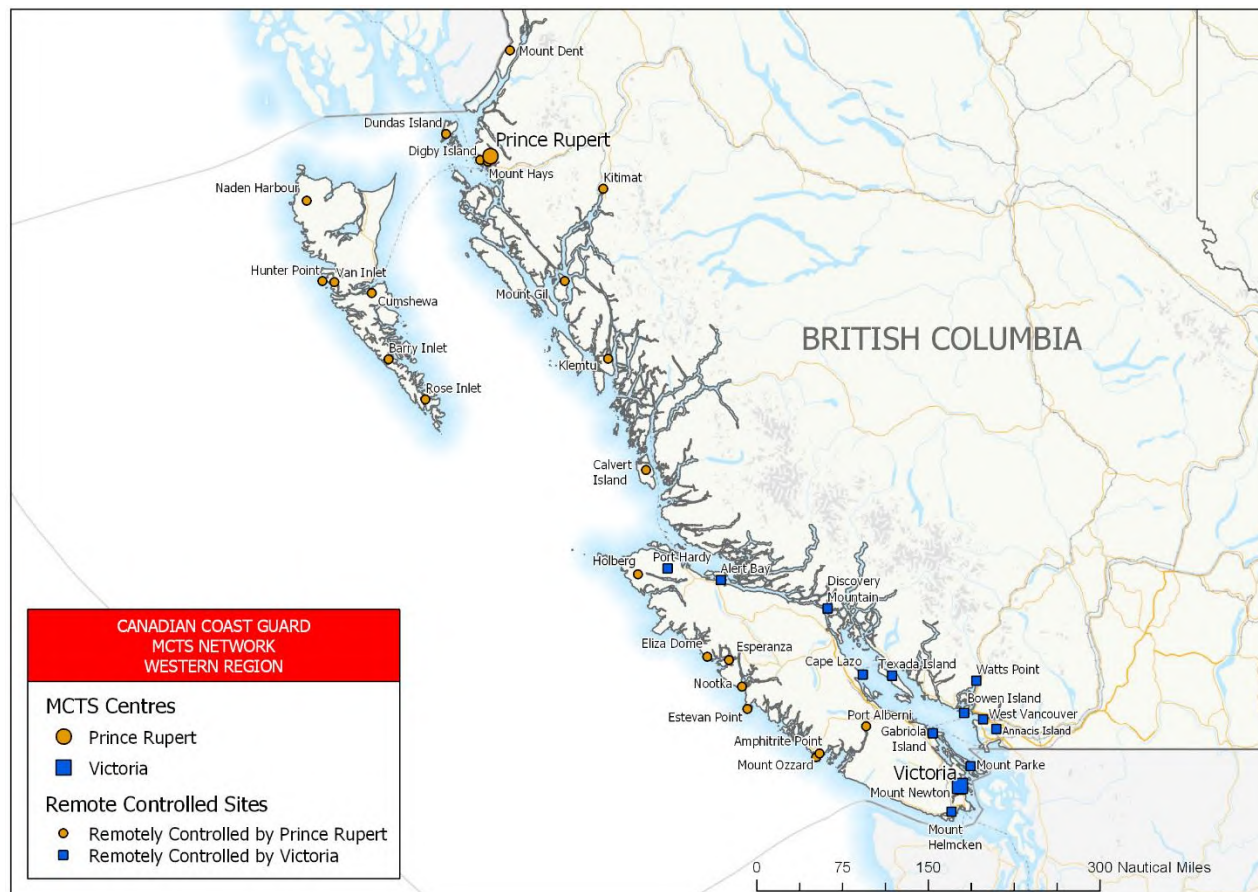 Mount Dent
Dundas Island
Prince Rupert
Digby Island
Mount Hays
Kitimat
Naden Harbour
Hunter Point
Van Inlet
Cumshewa
Mount Gil
BRITISH COLUMBIA
Barry Inlet
Klemtu
Rose Inlet
Calvert
Island
Port Hardy
Holberg
Alert Bay
Discovery
Mountain
Eliza Dome
Esperanza
Cape Lazo
Texada Island
Watts Point
Nootka
Bowen Island
Estevan Point
Port Alberni
West Vancouver
Gabriola
Island
Annacis Island
Amphitrite Point
Mount Ozzard
Mount Parke
Victoria
Mount Newton
Mount
Helmcken
CANADIAN COAST GUARD
MCTS NETWORK
WESTERN REGION
MCTS Centres
Prince Rupert
Victoria
Remote Controlled Sites
Remotely Controlled by Prince Rupert
Remotely Controlled by Victoria
0 75 150 300 Nautical Miles